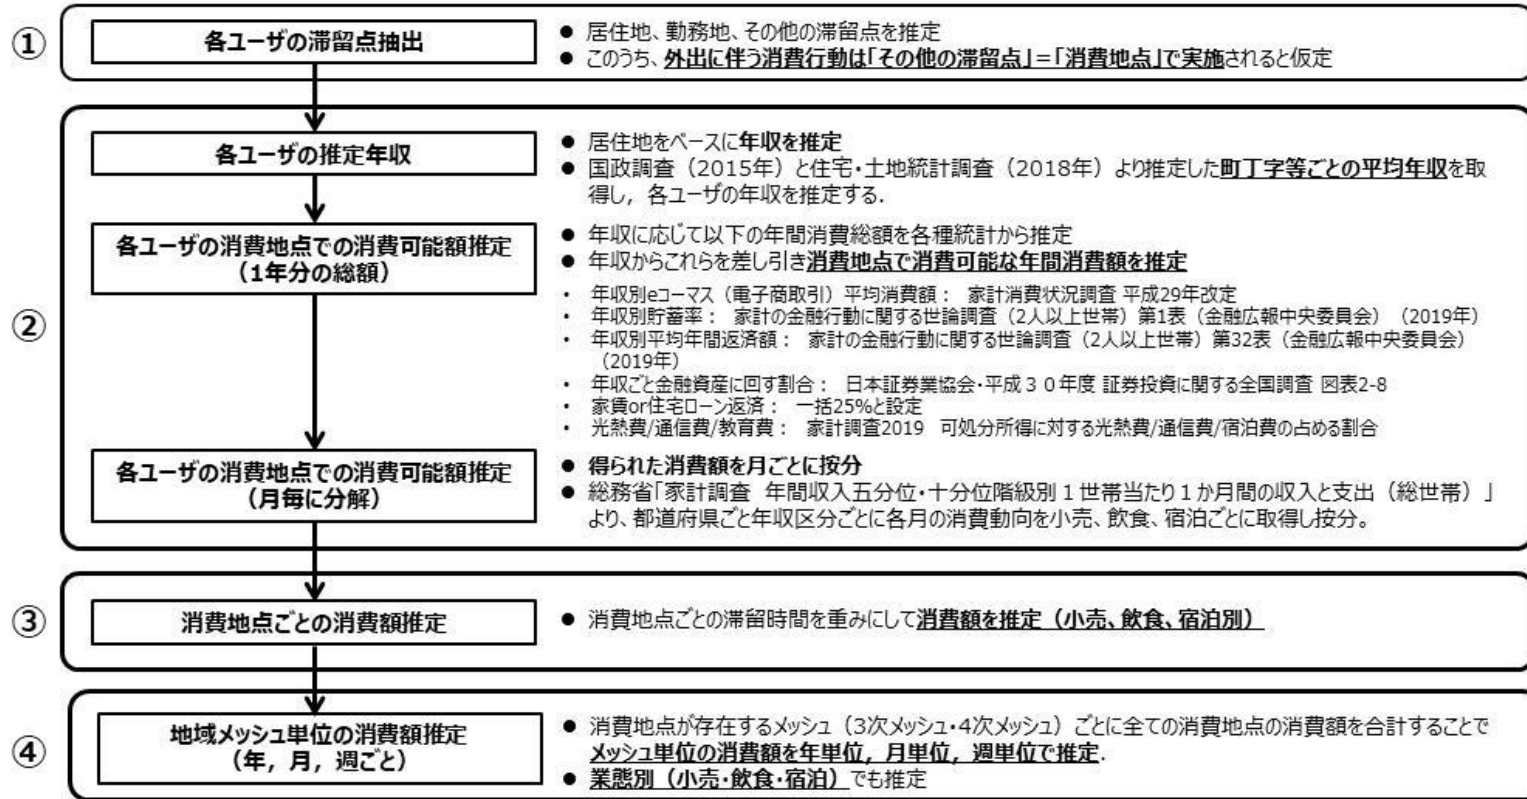 ①
各ユーザの滞留点抽出
● 居住地、勤務地、その他の滞留点を推定
● このうち、外出に伴う消費行動は「その他の滞留点」＝「消費地点」で実施されると仮定
②
各ユーザの推定年収
● 居住地をベースに年収を推定
● 国政調査（2015年）と住宅・土地統計調査（2018年）より推定した町丁字等ごとの平均年収を取
得し，各ユーザの年収を推定する．
各ユーザの消費地点での消費可能額推定
（1年分の総額）
● 年収に応じて以下の年間消費総額を各種統計から推定
● 年収からこれらを差し引き消費地点で消費可能な年間消費額を推定
・ 年収別eコーマス（電子商取引）平均消費額： 家計消費状況調査 平成29年改定
・ 年収別貯蓄率： 家計の金融行動に関する世論調査（2人以上世帯）第1表（金融広報中央委員会）（2019年）
・ 年収別平均年間返済額： 家計の金融行動に関する世論調査（2人以上世帯）第32表（金融広報中央委員会）
（2019年）
・ 年収ごと金融資産に回す割合： 日本証券業協会・平成３０年度 証券投資に関する全国調査 図表2-8
・ 家賃or住宅ローン返済： 一括25%と設定
・ 光熱費/通信費/教育費： 家計調査2019 可処分所得に対する光熱費/通信費/宿泊費の占める割合
各ユーザの消費地点での消費可能額推定
（月毎に分解）
● 得られた消費額を月ごとに按分
● 総務省「家計調査 年間収入五分位・十分位階級別１世帯当たり１か月間の収入と支出（総世帯）」
より、都道府県ごと年収区分ごとに各月の消費動向を小売、飲食、宿泊ごとに取得し按分。
③
消費地点ごとの消費額推定
● 消費地点ごとの滞留時間を重みにして消費額を推定（小売、飲食、宿泊別）
④
地域メッシュ単位の消費額推定
（年，月，週ごと）
● 消費地点が存在するメッシュ（3次メッシュ・4次メッシュ）ごとに全ての消費地点の消費額を合計することで
メッシュ単位の消費額を年単位，月単位，週単位で推定．
● 業態別（小売・飲食・宿泊）でも推定